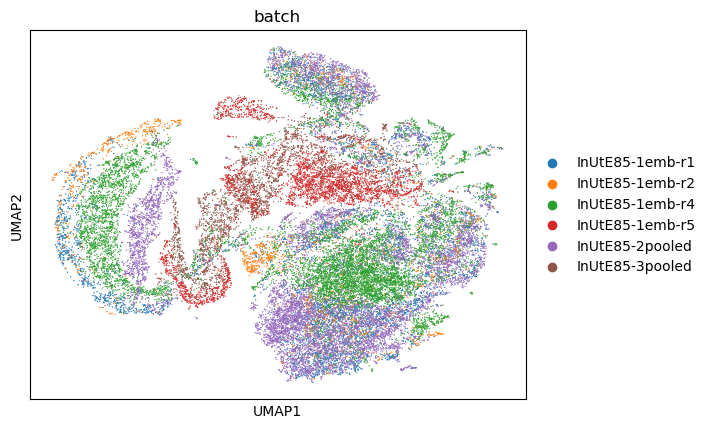 batch
UMAP2
UMAP1
InUtE85-1emb-r1
InUtE85-1emb-r2
InUtE85-1emb-r4
InUtE85-1emb-r5
InUtE85-2pooled
InUtE85-3pooled